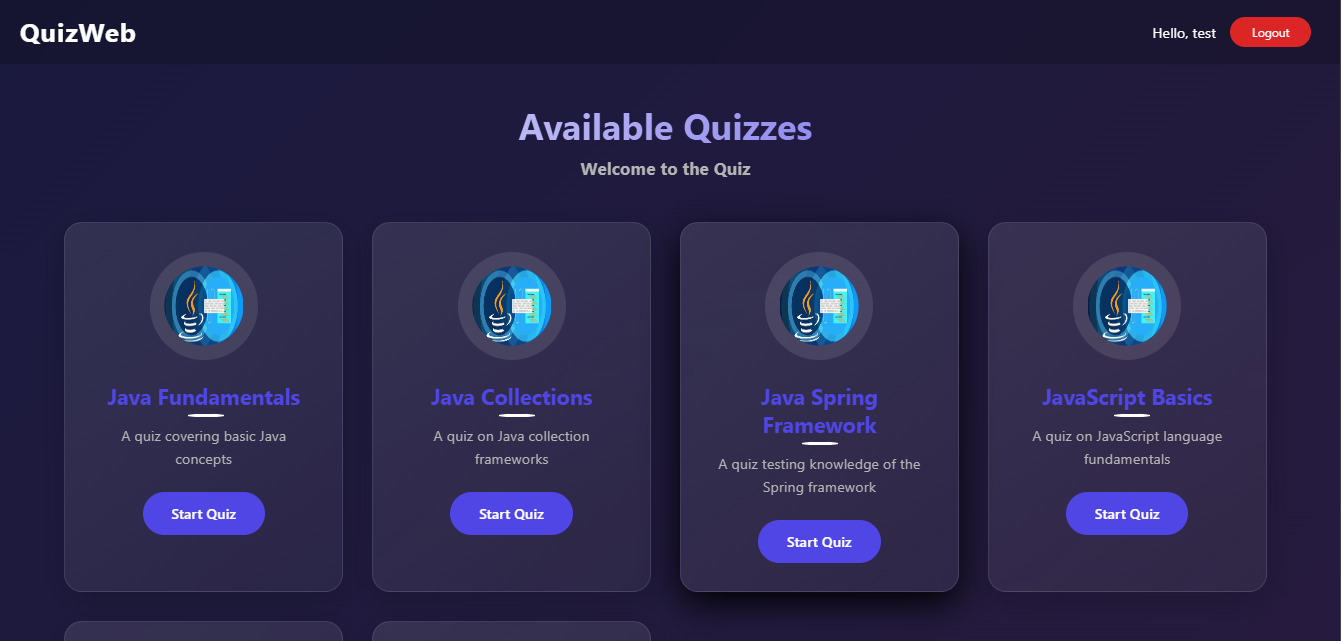 QuizWeb
Hello, test
Logout
Available Quizzes
Welcome to the Quiz
Java Fundamentals
A quiz covering basic Java
concepts
Start Quiz
Java Collections
A quiz on Java collection
frameworks
Start Quiz
Java Spring
Framework
A quiz testing knowledge of the
Spring framework
Start Quiz
JavaScript Basics
A quiz on JavaScript language
fundamentals
Start Quiz